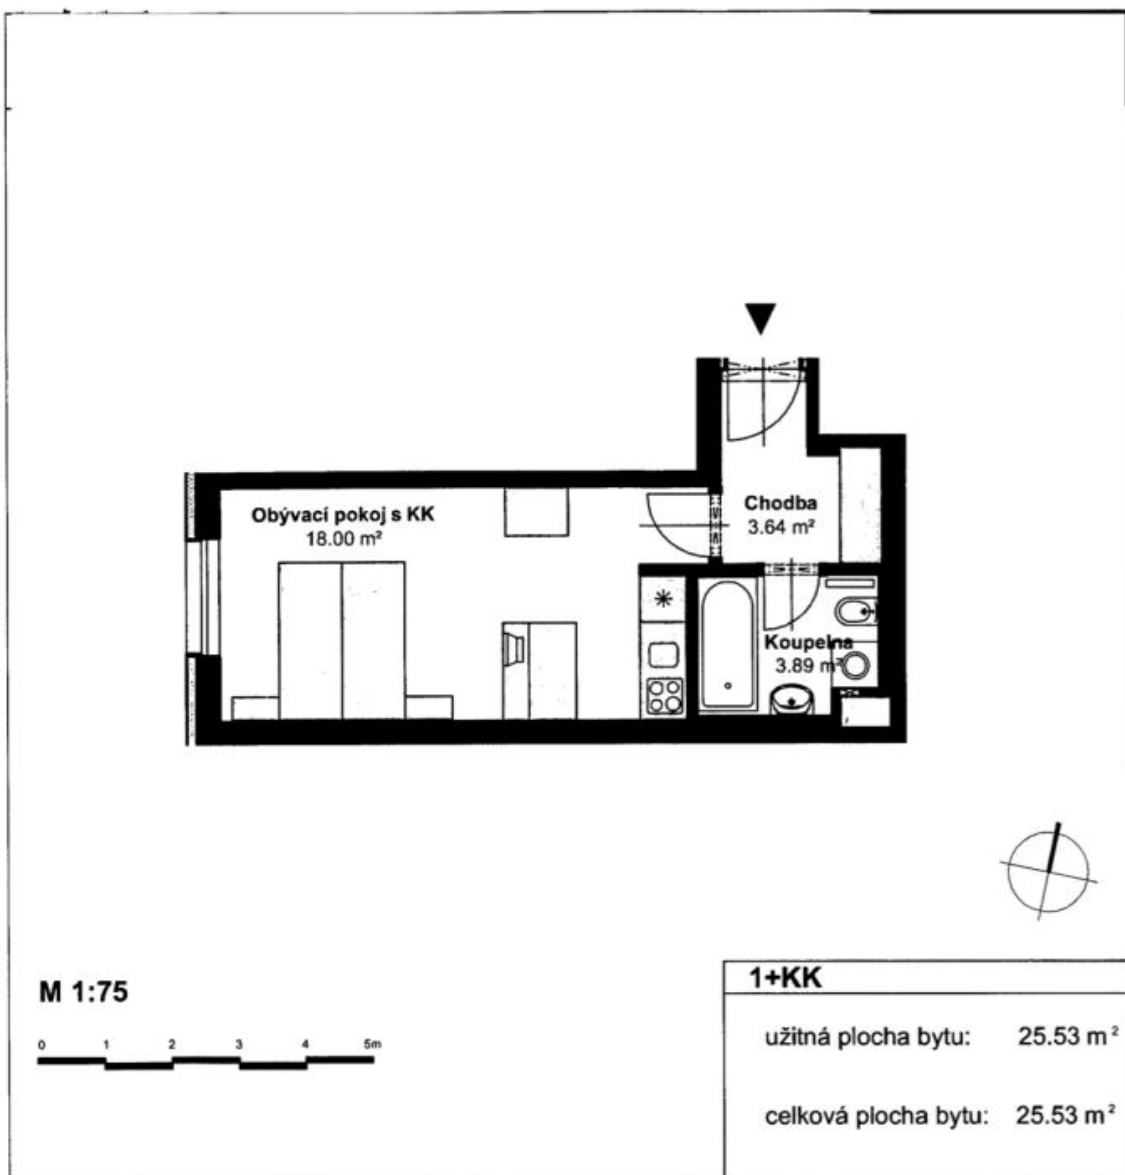 Chodba
3.64 m²
Obývací pokoj s KK
18.00 m²
Koupelna
3.89 m²
M 1:75
0 1 2 3 4 5m
1+KK
užitná plocha bytu: 25.53 m²
celková plocha bytu: 25.53 m²